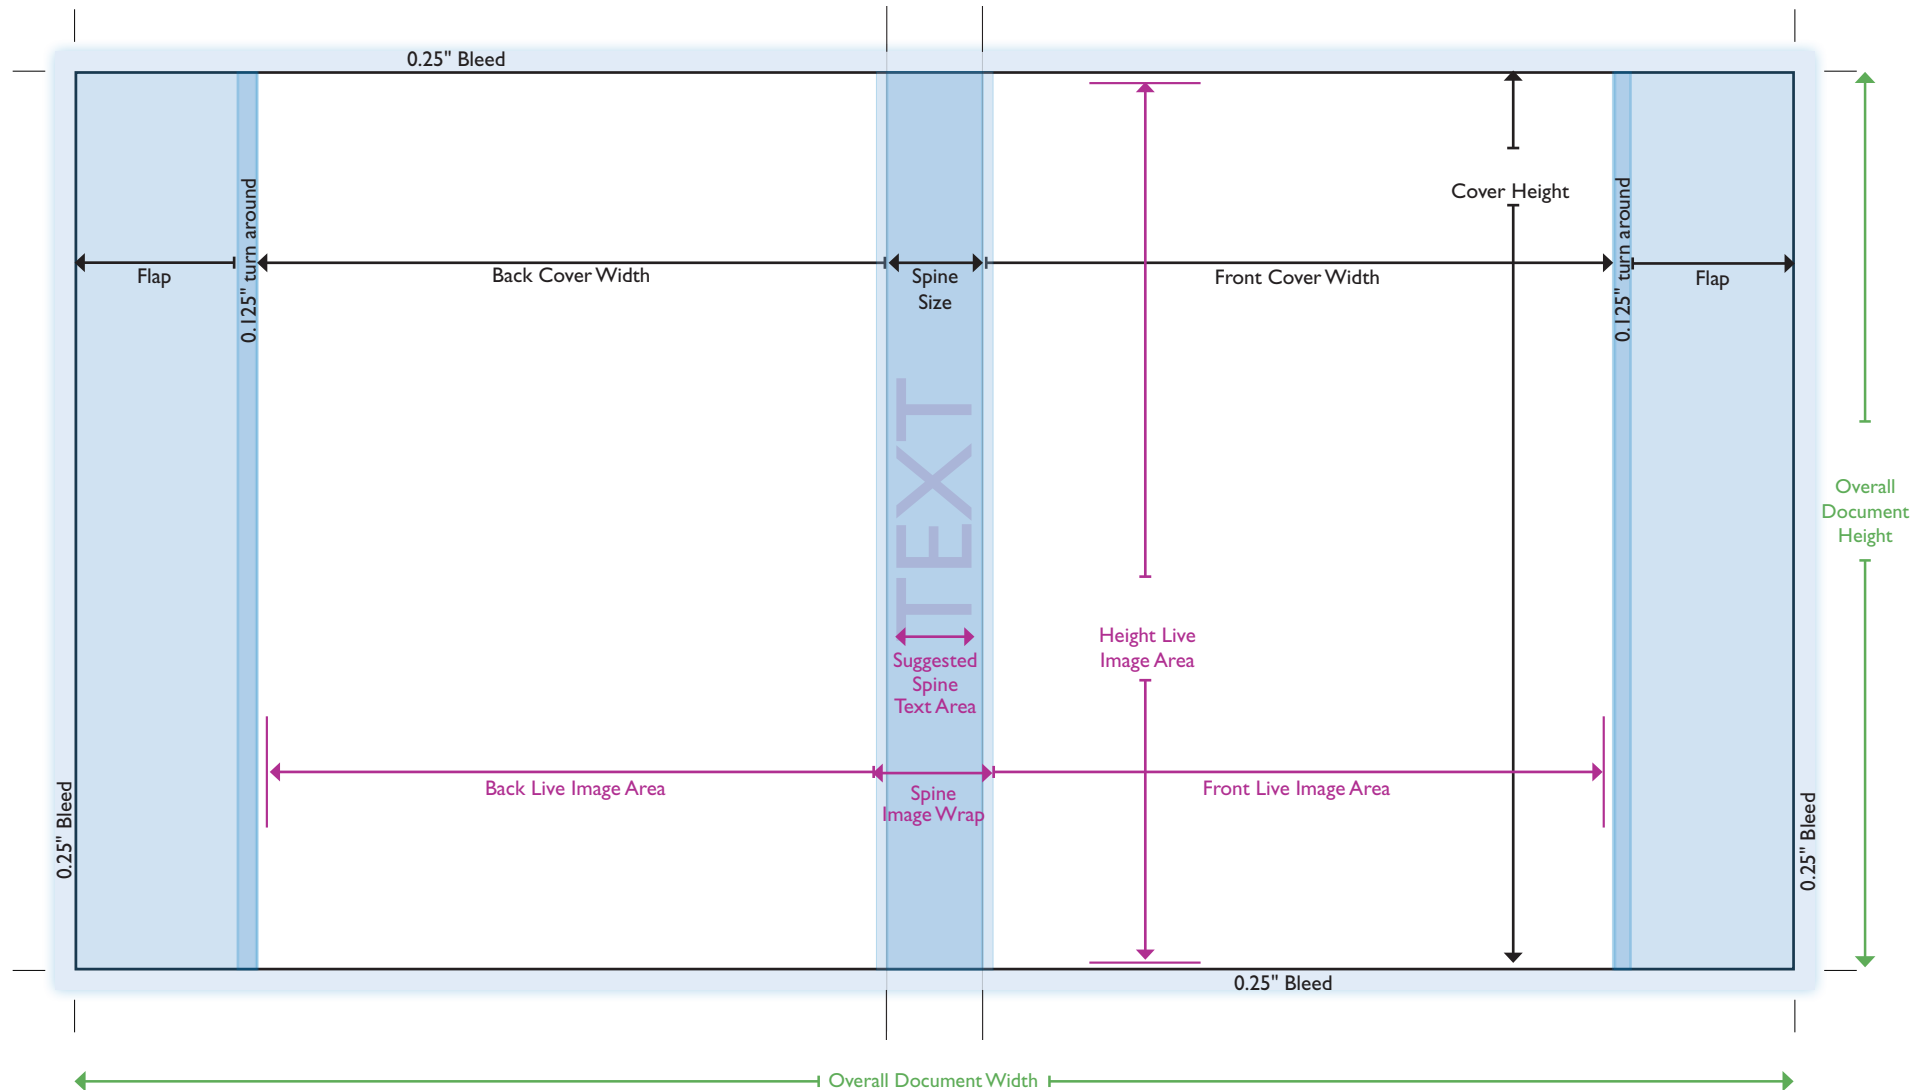 0.25" Bleed
0.125" turn around
0.125" turn around
Cover Height
Flap
Back Cover Width
Spine
Size
Front Cover Width
Flap
TEXT
Overall
Document
Height
Height Live
Image Area
Suggested
Spine
Text Area
Back Live Image Area
Spine
Image Wrap
Front Live Image Area
0.25" Bleed
0.25" Bleed
0.25" Bleed
Overall Document Width